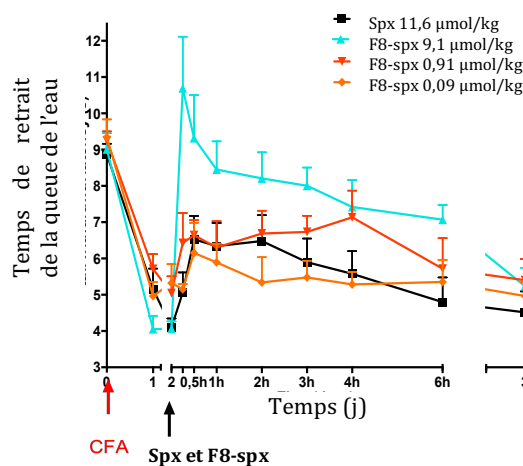 Spx 11,6 µmol/kg
F8-spx 9,1 µmol/kg
F8-spx 0,91 µmol/kg
F8-spx 0,09 µmol/kg
Temps de retrait
de la queue de l'eau
12
11
10
9
8
7
6
5
4
3
0 1 2 0,5h 1h 2h 3h 4h 6h 3
Temps (j)
CFA
Spx et F8-spx